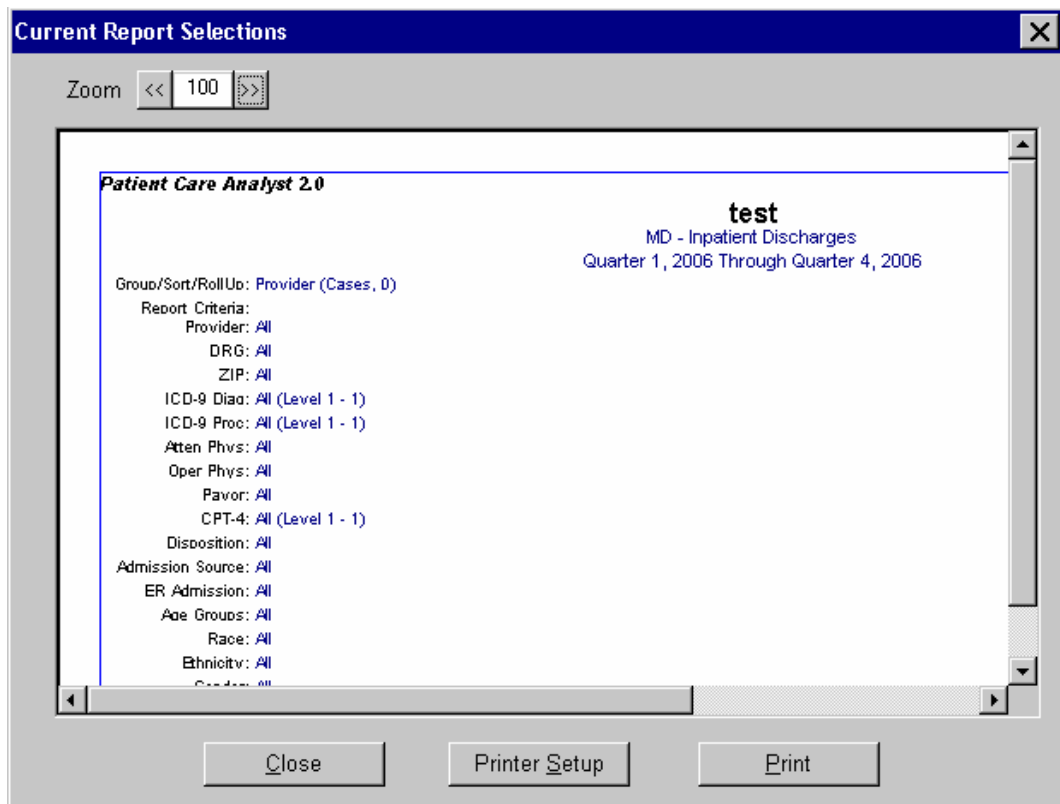 Current Report Selections
Zoom << 100 >>
Patient Care Analyst 2.0
test
MD - Inpatient Discharges
Quarter 1, 2006 Through Quarter 4, 2006
Group/Sort/RollUp: Provider (Cases, 0)
Report Criteria:
Provider: All
DRG: All
ZIP: All
ICD-9 Diag: All (Level 1 - 1)
ICD-9 Proc: All (Level 1 - 1)
Atten Phys: All
Oper Phys: All
Payor: All
CPT-4: All (Level 1 - 1)
Disposition: All
Admission Source: All
ER Admission: All
Age Groups: All
Race: All
Ethnicity: All
Gender: All
Close Printer Setup Print